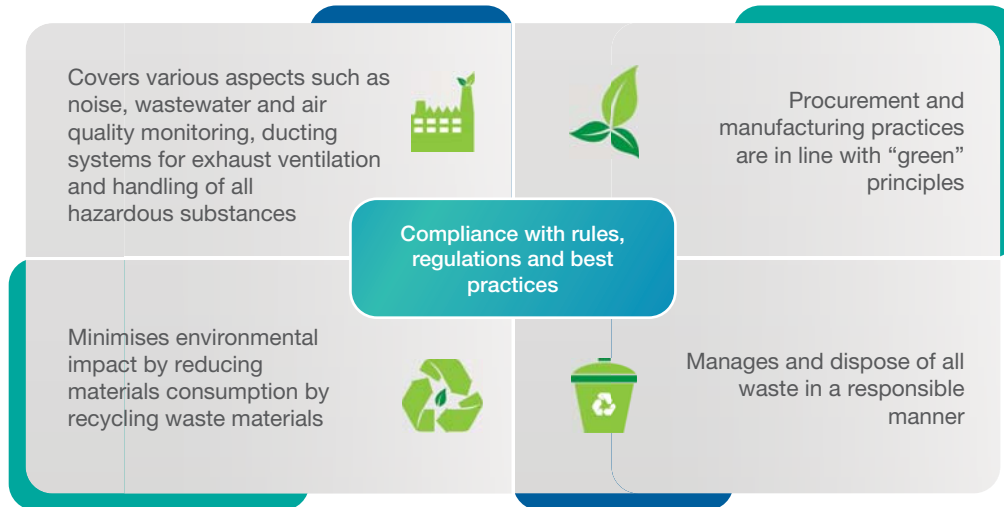 Covers various aspects such as
noise, wastewater and air
quality monitoring, ducting
systems for exhaust ventilation
and handling of all
hazardous substances
Procurement and
manufacturing practices
are in line with “green”
principles
Compliance with rules,
regulations and best
practices
Minimises environmental
impact by reducing
materials consumption by
recycling waste materials
Manages and dispose of all
waste in a responsible
manner